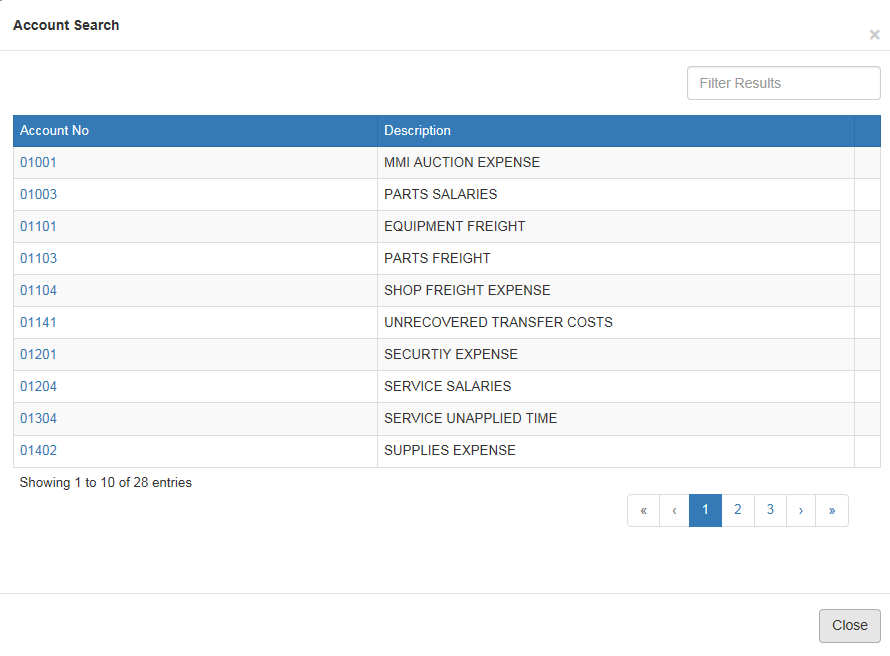 Account Search
×
Filter Results
Account No Description
01001 MMI AUCTION EXPENSE
01003 PARTS SALARIES
01101 EQUIPMENT FREIGHT
01103 PARTS FREIGHT
01104 SHOP FREIGHT EXPENSE
01141 UNRECOVERED TRANSFER COSTS
01201 SECURTIY EXPENSE
01204 SERVICE SALARIES
01304 SERVICE UNAPPLIED TIME
01402 SUPPLIES EXPENSE
Showing 1 to 10 of 28 entries
« ‹ 1 2 3 › »
Close